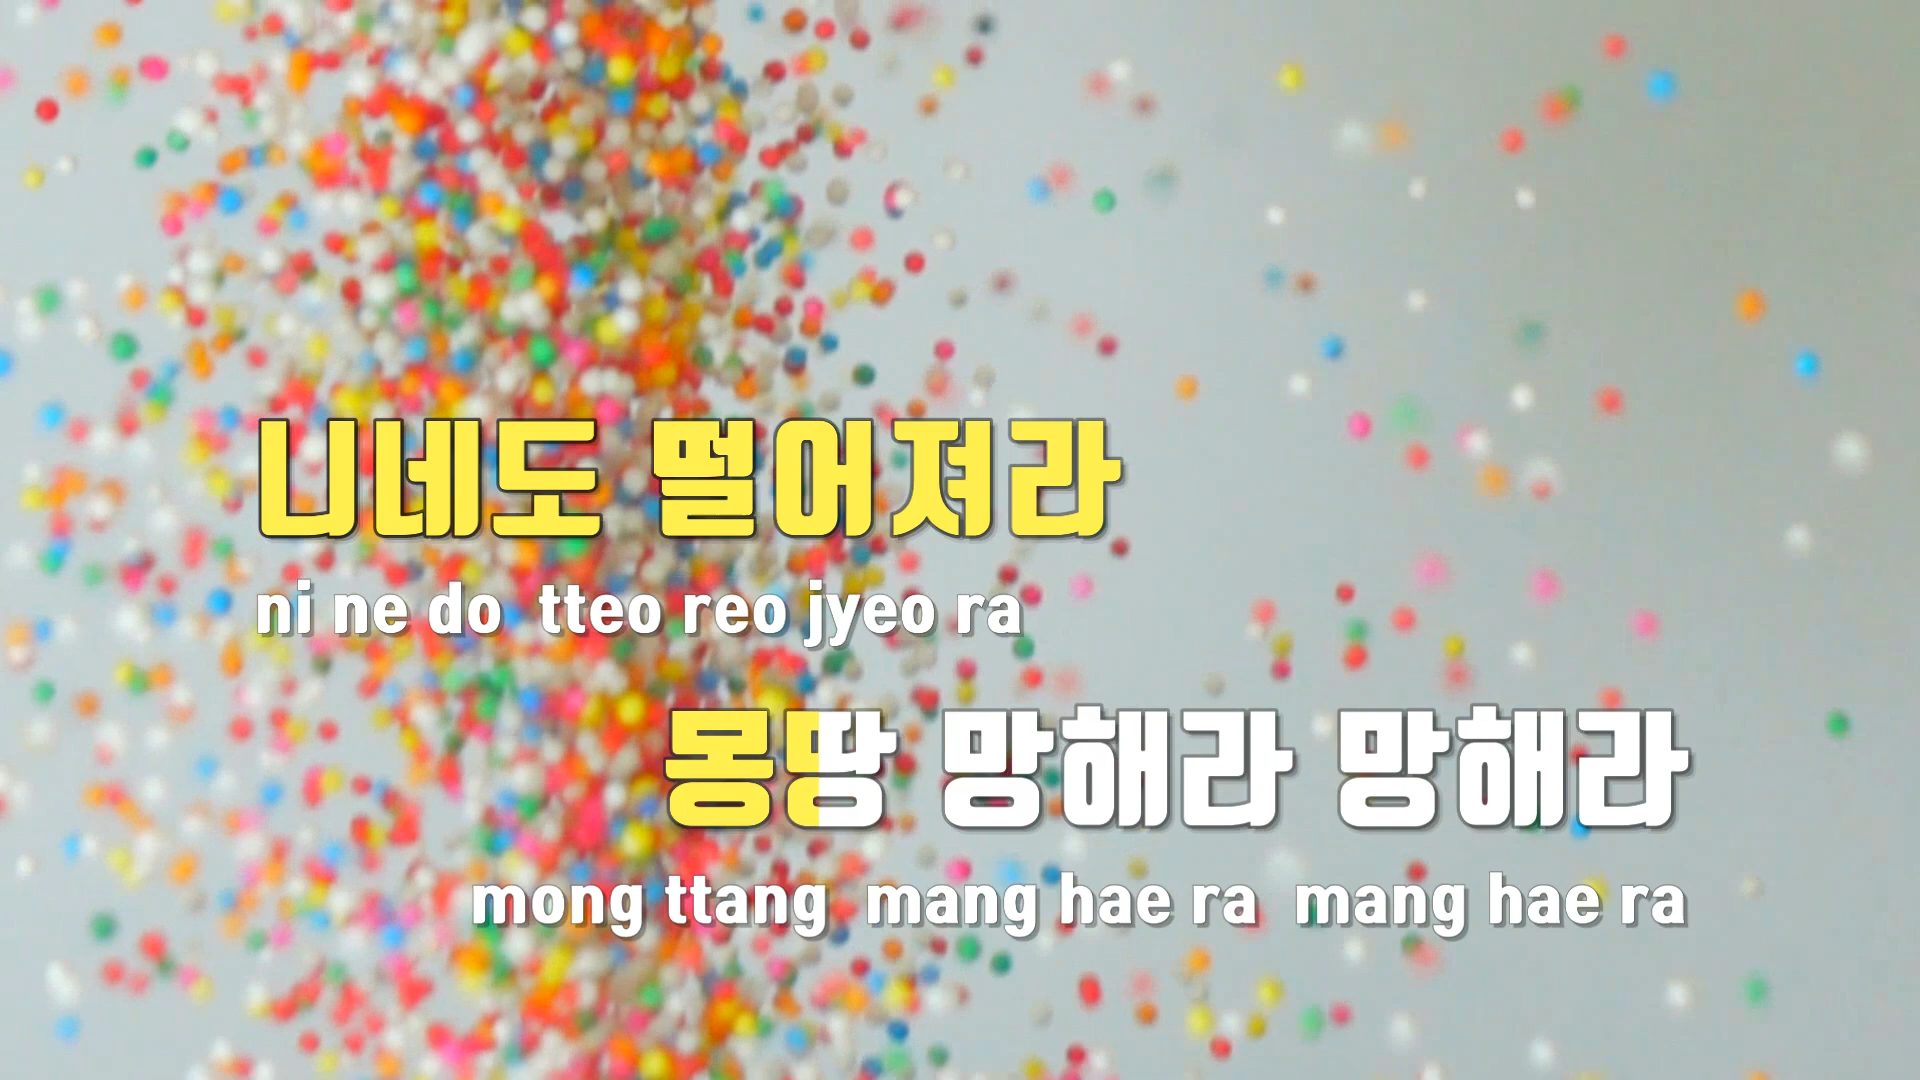 니네도 떨어져라
ni ne do tteo reo jyeo ra
몽땅 망해라 망해라
mong ttang mang hae ra mang hae ra